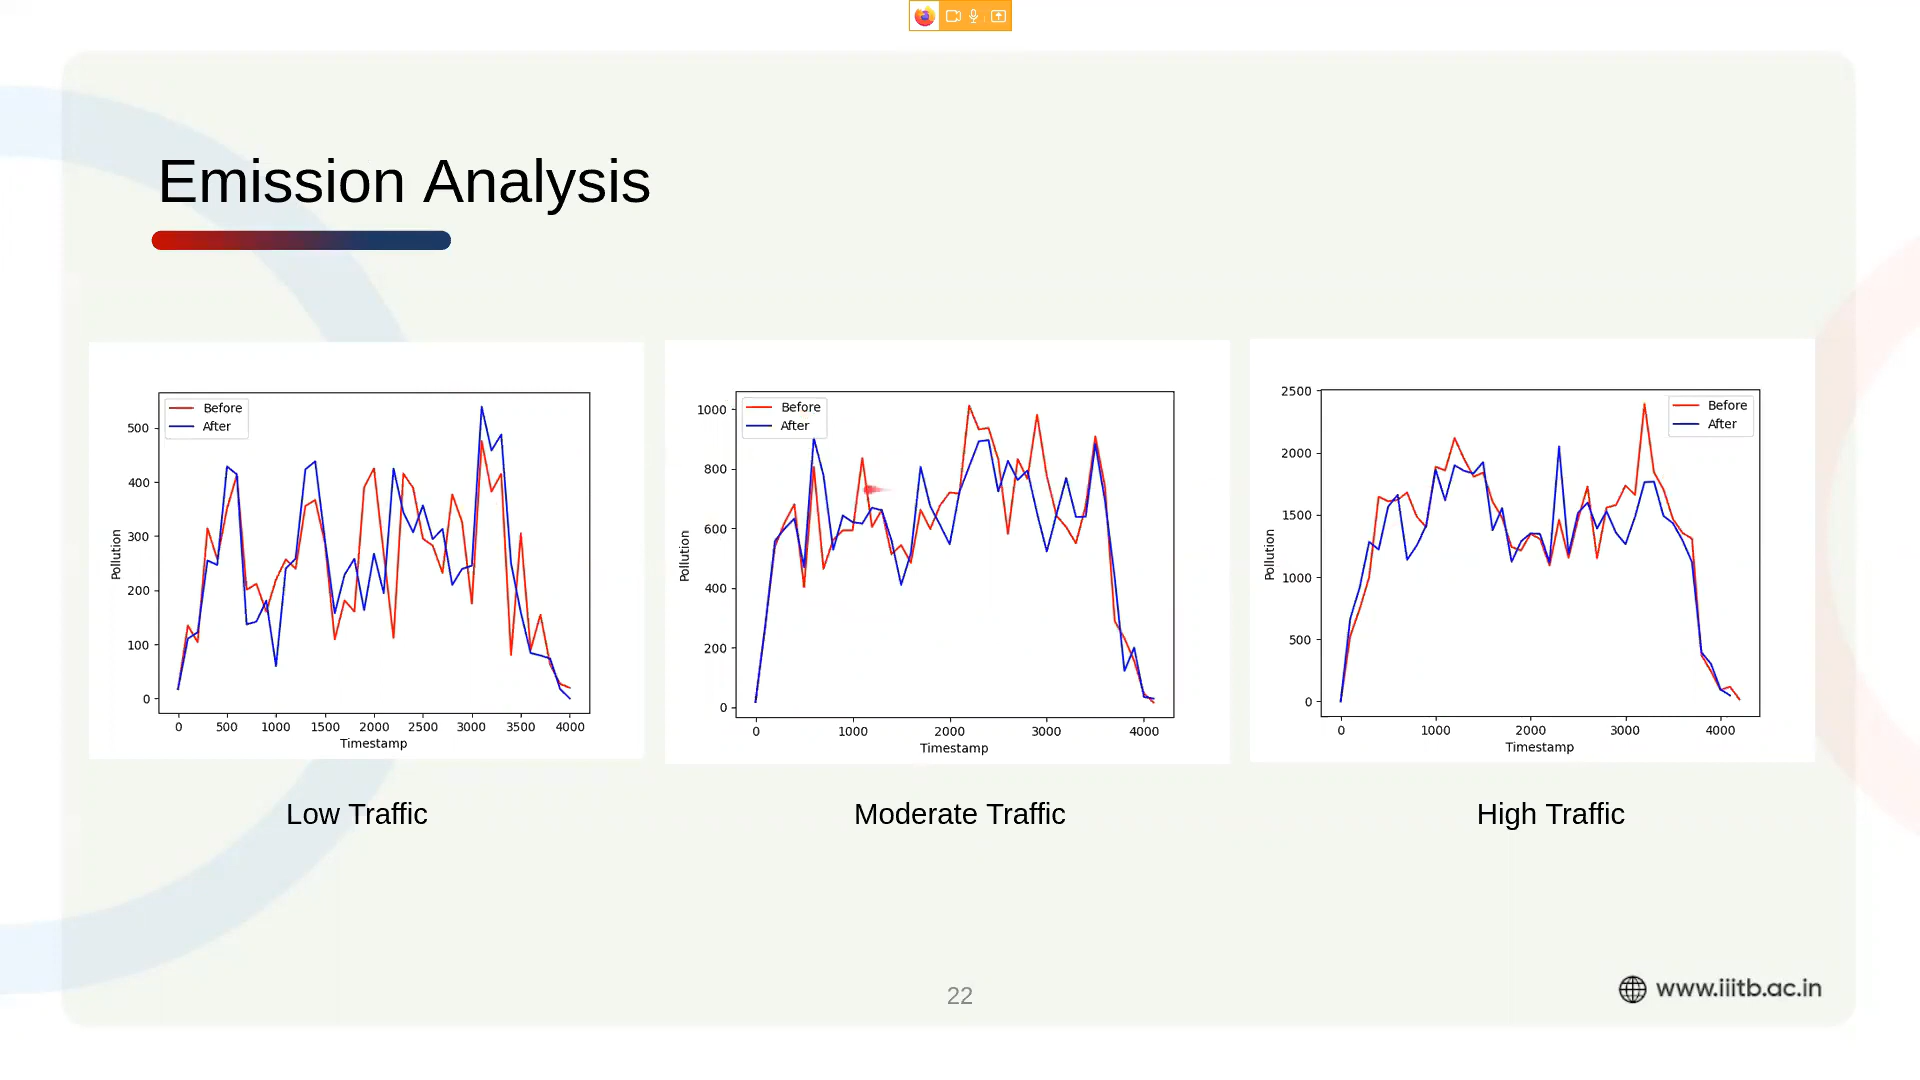 Emission Analysis
Before
After
500
400
300
200
100
0
Pollution
0 500 1000 1500 2000 2500 3000 3500 4000
Timestamp
Low Traffic
Before
After
1000
800
600
400
200
0
Pollution
0 1000 2000 3000 4000
Timestamp
Moderate Traffic
Before
After
2500
2000
1500
1000
500
0
Pollution
0 1000 2000 3000 4000
Timestamp
High Traffic
22
www.iiitb.ac.in